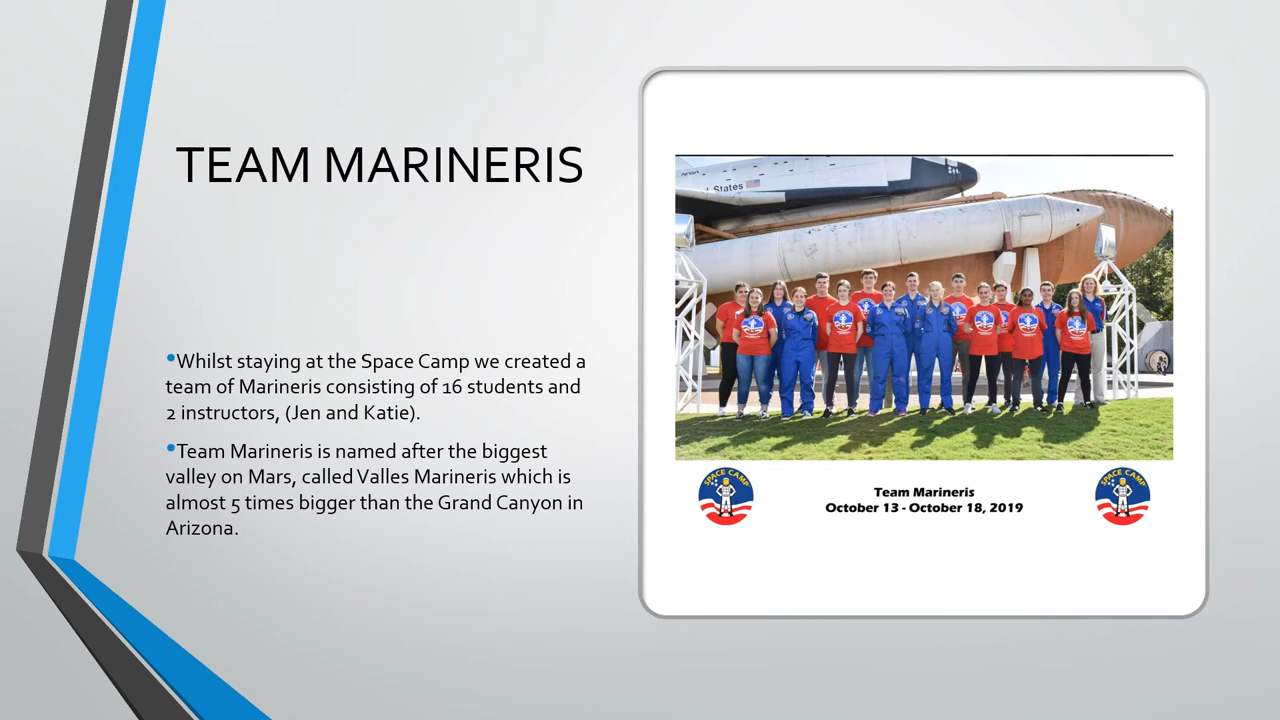 TEAM MARINERIS
•Whilst staying at the Space Camp we created a
team of Marineris consisting of 16 students and
2 instructors, (Jen and Katie).
•Team Marineris is named after the biggest
valley on Mars, called Valles Marineris which is
almost 5 times bigger than the Grand Canyon in
Arizona.
States
SPACE CAMP
SPACE CAMP
Team Marineris
October 13 - October 18, 2019